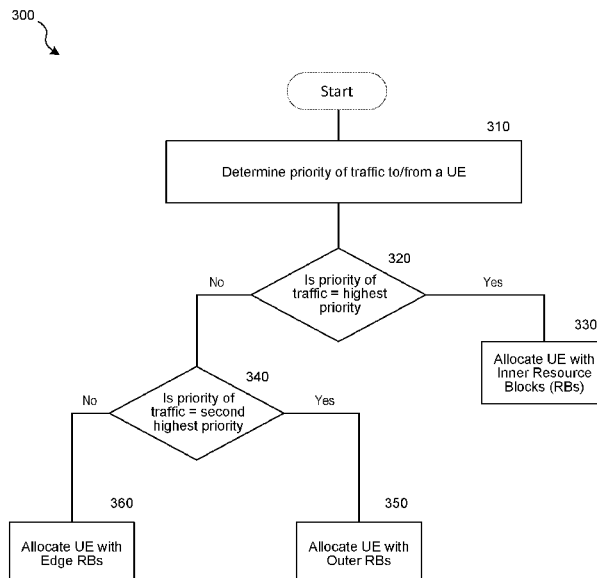 300
Start
310
Determine priority of traffic to/from a UE
320
Is priority of
traffic = highest
priority
No
Yes
330
Allocate UE with
Inner Resource
Blocks (RBs)
340
Is priority of
traffic = second
highest priority
No
Yes
360
Allocate UE with
Edge RBs
350
Allocate UE with
Outer RBs